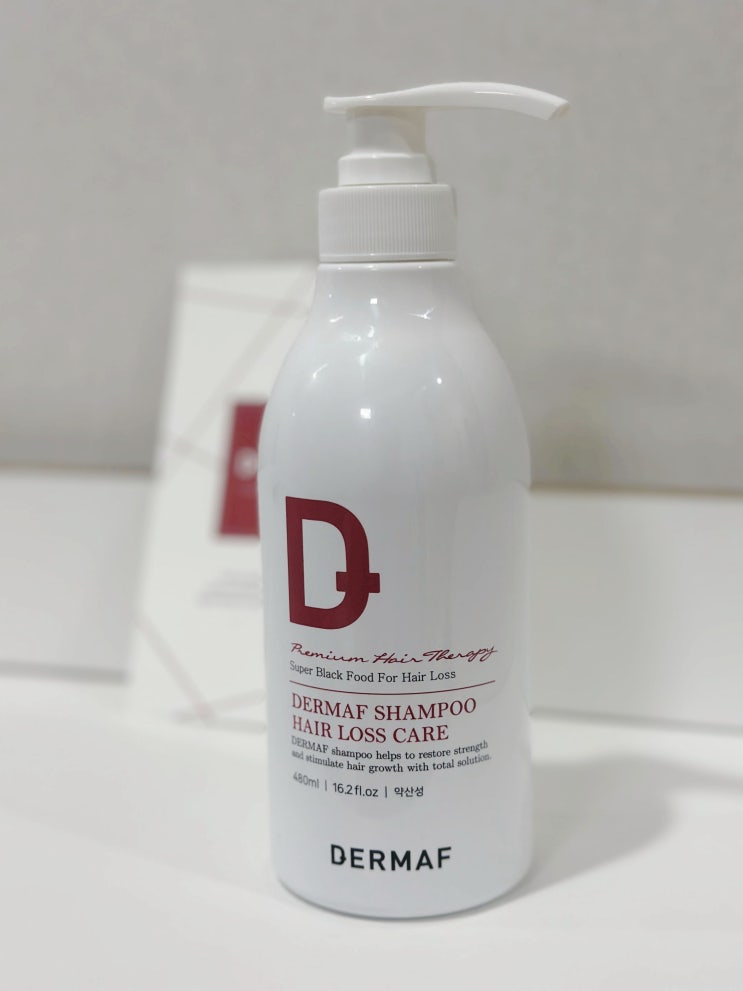 D
Premium Hair Therapy
Super Black Food For Hair Loss
DERMAF SHAMPOO
HAIR LOSS CARE
DERMAF shampoo helps to restore strength
and stimulate hair growth with total solution.
480ml | 16.2fl.oz | 약산성
DERMAF